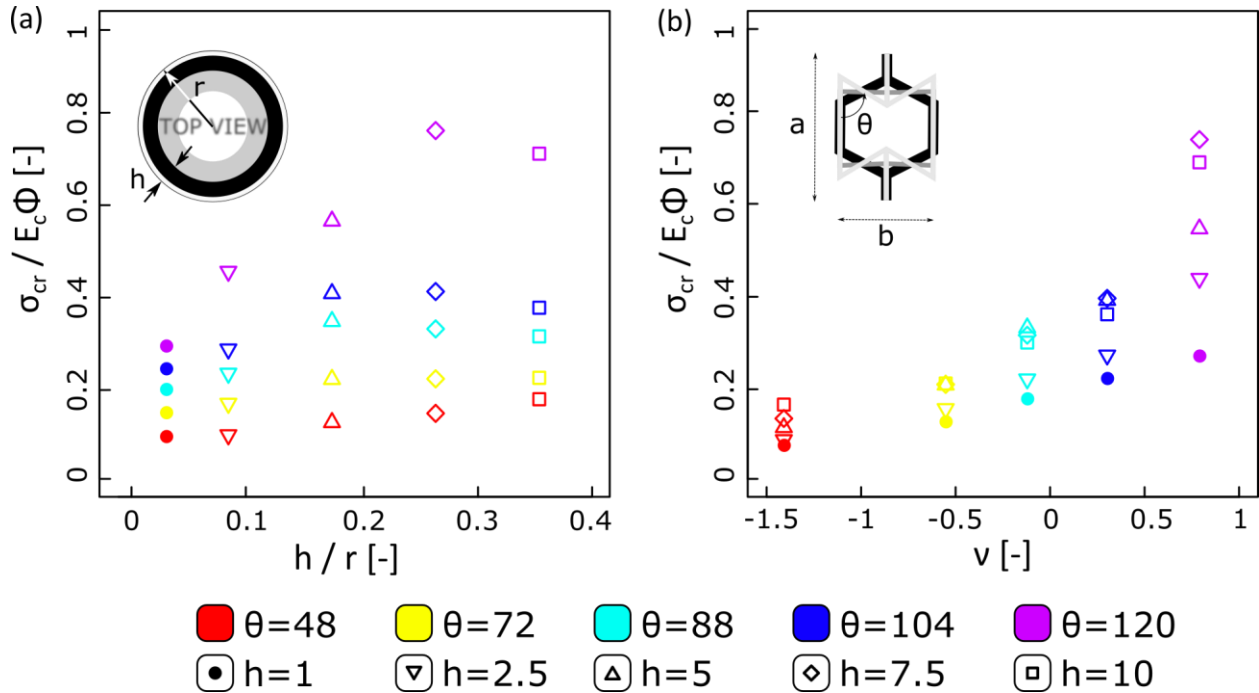 (a)
1
0.8
0.6
0.4
0.2
0
σcr / EcΦ [-]
r
TOP VIEW
h
0 0.1 0.2 0.3 0.4
h / r [-]
(b)
1
0.8
0.6
0.4
0.2
0
σcr / EcΦ [-]
a
θ
b
-1.5 -1 -0.5 0 0.5 1
ν [-]
θ=48 θ=72 θ=88 θ=104 θ=120
h=1 h=2.5 h=5 h=7.5 h=10